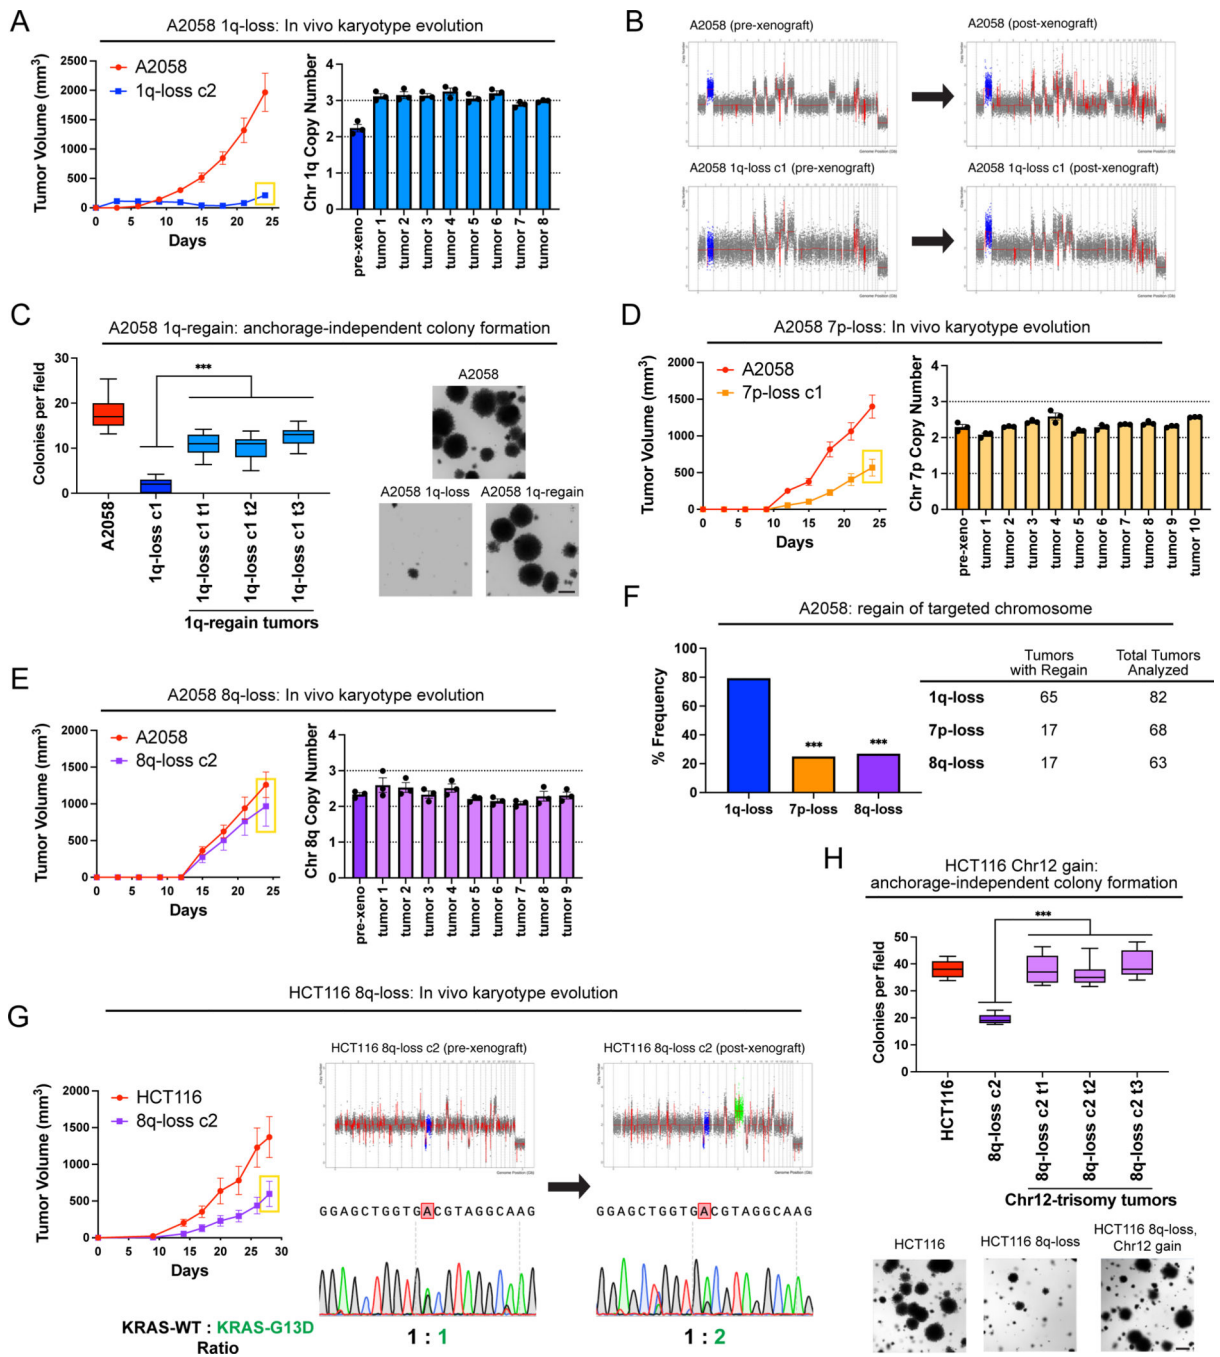 A
A2058 1q-loss: In vivo karyotype evolution
Tumor Volume (mm3)
2500
2000
1500
1000
500
0
A2058
1q-loss c2
0 5 10 15 20 25
Days
Chr 1q Copy Number
4
3
2
1
0
pre-xeno
tumor 1
tumor 2
tumor 3
tumor 4
tumor 5
tumor 6
tumor 7
tumor 8
B
A2058 (pre-xenograft)
A2058 (post-xenograft)
A2058 1q-loss c1 (pre-xenograft)
A2058 1q-loss c1 (post-xenograft)
C
A2058 1q-regain: anchorage-independent colony formation
Colonies per field
30
20
10
0
***
A2058
1q-loss c1
1q-loss c1 t1
1q-loss c1 t2
1q-loss c1 t3
1q-regain tumors
A2058
A2058 1q-loss
A2058 1q-regain
D
A2058 7p-loss: In vivo karyotype evolution
Tumor Volume (mm3)
2000
1500
1000
500
0
A2058
7p-loss c1
0 5 10 15 20 25
Days
Chr 7p Copy Number
4
3
2
1
0
pre-xeno
tumor 1
tumor 2
tumor 3
tumor 4
tumor 5
tumor 6
tumor 7
tumor 8
tumor 9
tumor 10
E
A2058 8q-loss: In vivo karyotype evolution
Tumor Volume (mm3)
2000
1500
1000
500
0
A2058
8q-loss c2
0 5 10 15 20 25
Days
Chr 8q Copy Number
4
3
2
1
0
pre-xeno
tumor 1
tumor 2
tumor 3
tumor 4
tumor 5
tumor 6
tumor 7
tumor 8
tumor 9
F
A2058: regain of targeted chromosome
% Frequency
100
80
60
40
20
0
*** ***
1q-loss 7p-loss 8q-loss
Tumors with Regain
Total Tumors Analyzed
1q-loss 65 82
7p-loss 17 68
8q-loss 17 63
G
HCT116 8q-loss: In vivo karyotype evolution
Tumor Volume (mm3)
2000
1500
1000
500
0
HCT116
8q-loss c2
0 5 10 15 20 25 30
Days
HCT116 8q-loss c2 (pre-xenograft)
HCT116 8q-loss c2 (post-xenograft)
GGAGCTGGTGACGTAGGCAAG
GGAGCTGGTGACGTAGGCAAG
KRAS-WT : KRAS-G13D
Ratio
1 : 1
1 : 2
H
HCT116 Chr12 gain:
anchorage-independent colony formation
Colonies per field
50
40
30
20
10
0
***
HCT116
8q-loss c2
8q-loss c2 t1
8q-loss c2 t2
8q-loss c2 t3
Chr12-trisomy tumors
HCT116
HCT116 8q-loss
HCT116 8q-loss,
Chr12 gain